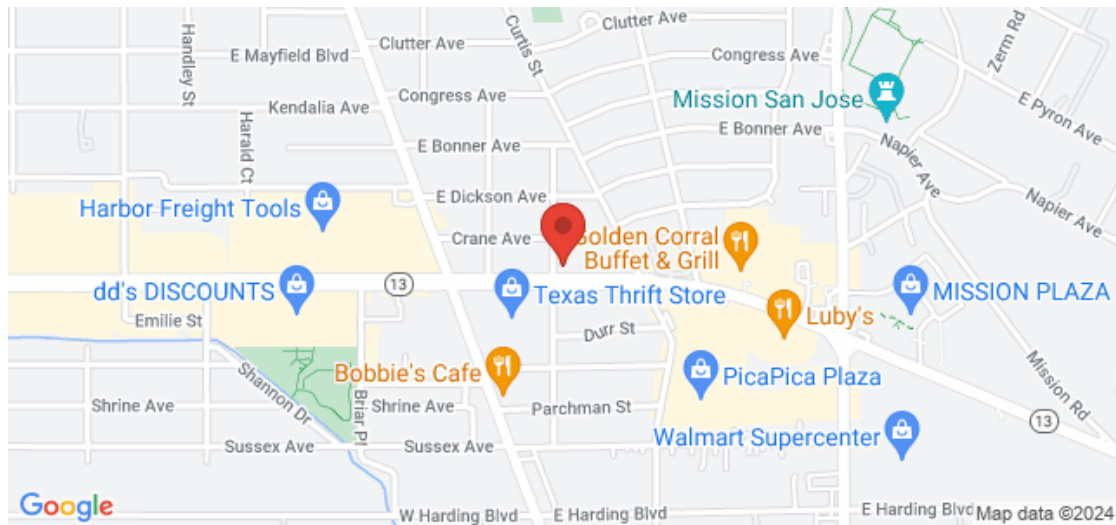 Clutter Ave
Clutter Ave
Curtis St
Zerm Rd
Handley St
E Mayfield Blvd
Congress Ave
Congress Ave
Kendalia Ave
Mission San Jose
E Pyron Ave
Harald Ct
E Bonner Ave
E Bonner Ave
Napier Ave
Napier Ave
E Dickson Ave
Harbor Freight Tools
Crane Ave
Golden Corral
Buffet & Grill
13
dd's DISCOUNTS
Texas Thrift Store
MISSION PLAZA
Emilie St
Durr St
Luby's
Mission Rd
Shannon Dr
Bobbie's Cafe
PicaPica Plaza
Briar Pl
Shrine Ave
Shrine Ave
Parchman St
13
Walmart Supercenter
Sussex Ave
Sussex Ave
Google
W Harding Blvd
E Harding Blvd
E Harding Blvd
Map data ©2024